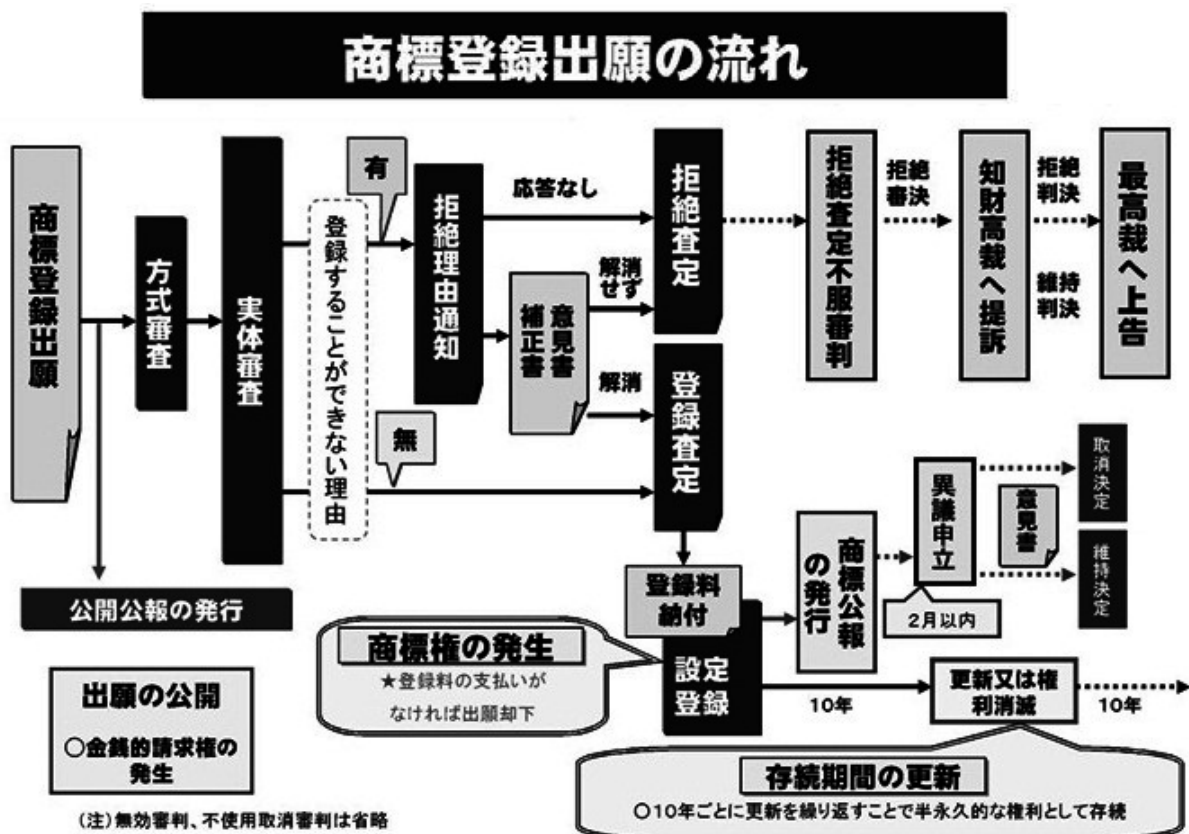 商標登録出願の流れ
商標登録出願
方式審査
実体審査
登録することができない理由
有
無
拒絶理由通知
応答なし
意見書
補正書
解消
せず
解消
拒絶査定
登録査定
拒絶査定不服審判
拒絶
審決
知財高裁へ提訴
拒絶
判決
維持
判決
最高裁へ上告
公開公報の発行
出願の公開
○金銭的請求権の
発生
登録料
納付
設定
登録
商標権の発生
★登録料の支払いが
なければ出願却下
商標公報
の発行
異議申立
2月以内
意見書
取消決定
維持決定
10年
更新又は権
利消滅
10年
存続期間の更新
○10年ごとに更新を繰り返すことで半永久的な権利として存続
(注)無効審判、不使用取消審判は省略